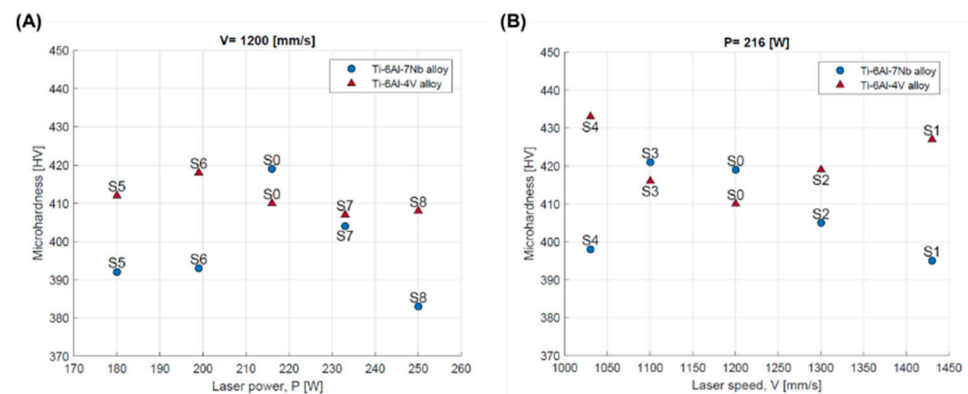 (A)
V= 1200 [mm/s]
450
440
430
420
410
400
390
380
370
Microhardness [HV]
Ti-6Al-7Nb alloy
Ti-6Al-4V alloy
S5
S6
S0
S0
S7
S8
S5
S6
S7
S8
170 180 190 200 210 220 230 240 250 260
Laser power, P [W]
(B)
P= 216 [W]
450
440
430
420
410
400
390
380
370
Microhardness [HV]
Ti-6Al-7Nb alloy
Ti-6Al-4V alloy
S4
S3
S0
S1
S3
S0
S2
S2
S4
S1
1000 1050 1100 1150 1200 1250 1300 1350 1400 1450
Laser speed, V [mm/s]